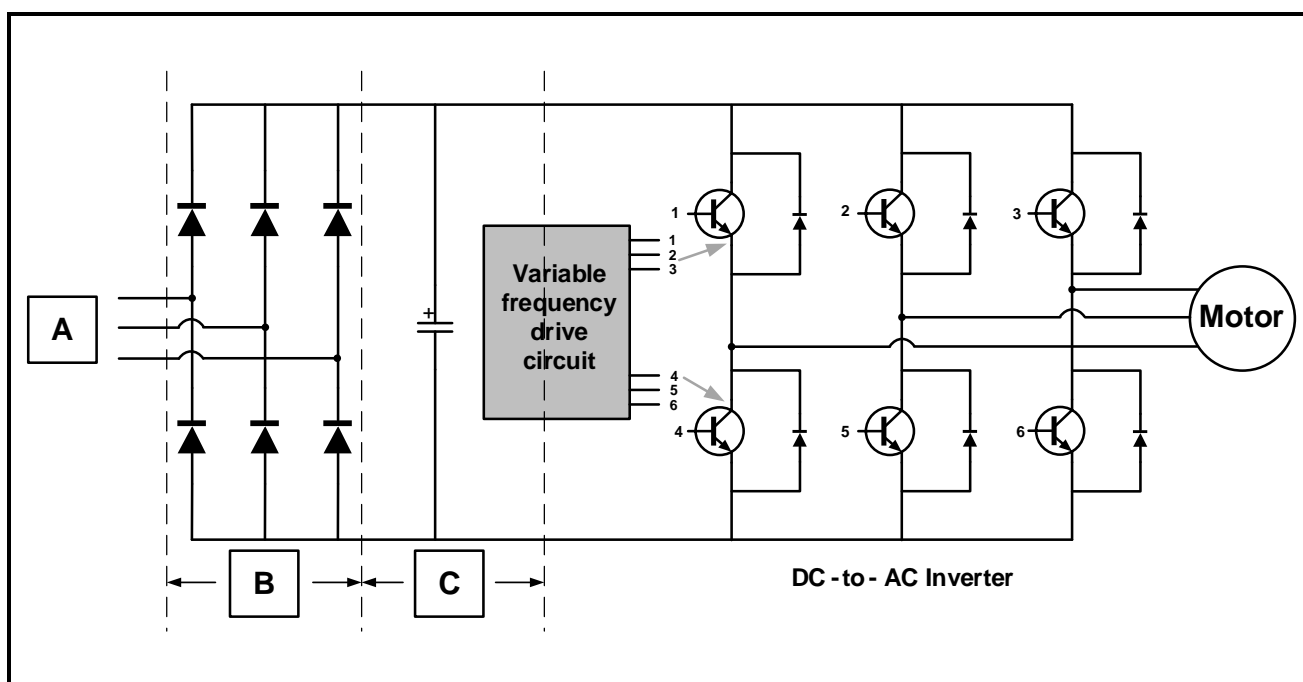 1
2
3
1
2
3
Variable
frequency
drive
circuit
A
+
Motor
4
5
6
4
5
6
B
C
DC - to - AC Inverter